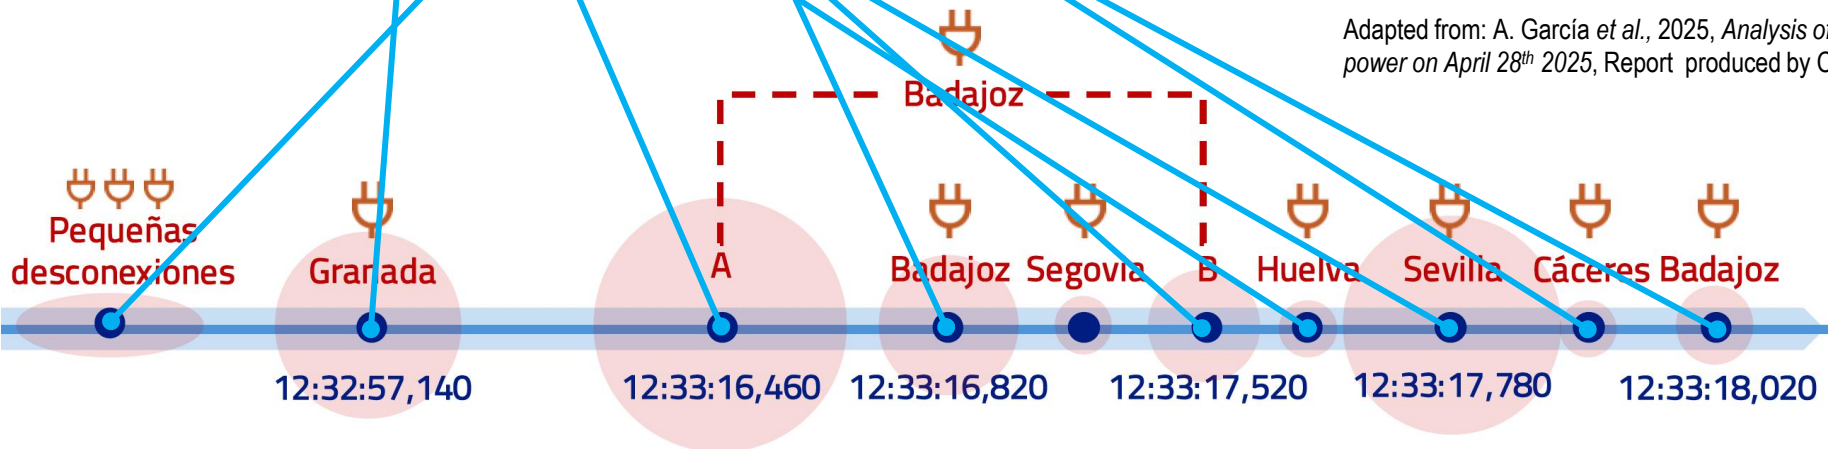 Adapted from: A. García et al., 2025, Analysis of
power on April 28th 2025, Report produced by
Badajoz
Pequeñas
desconexiones
Granada
A
Badajoz
Segovia
B
Huelva
Sevilla
Cáceres
Badajoz
12:32:57,140
12:33:16,460
12:33:16,820
12:33:17,520
12:33:17,780
12:33:18,020